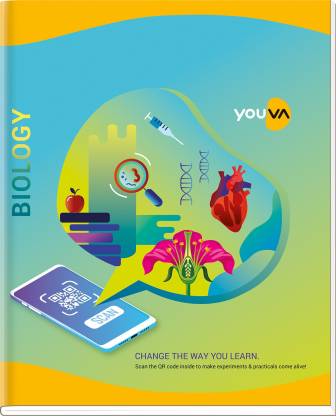 BIOLOGY
youVA
SCAN
CHANGE THE WAY YOU LEARN.
Scan the QR code inside to make experiments & practicals come alive!